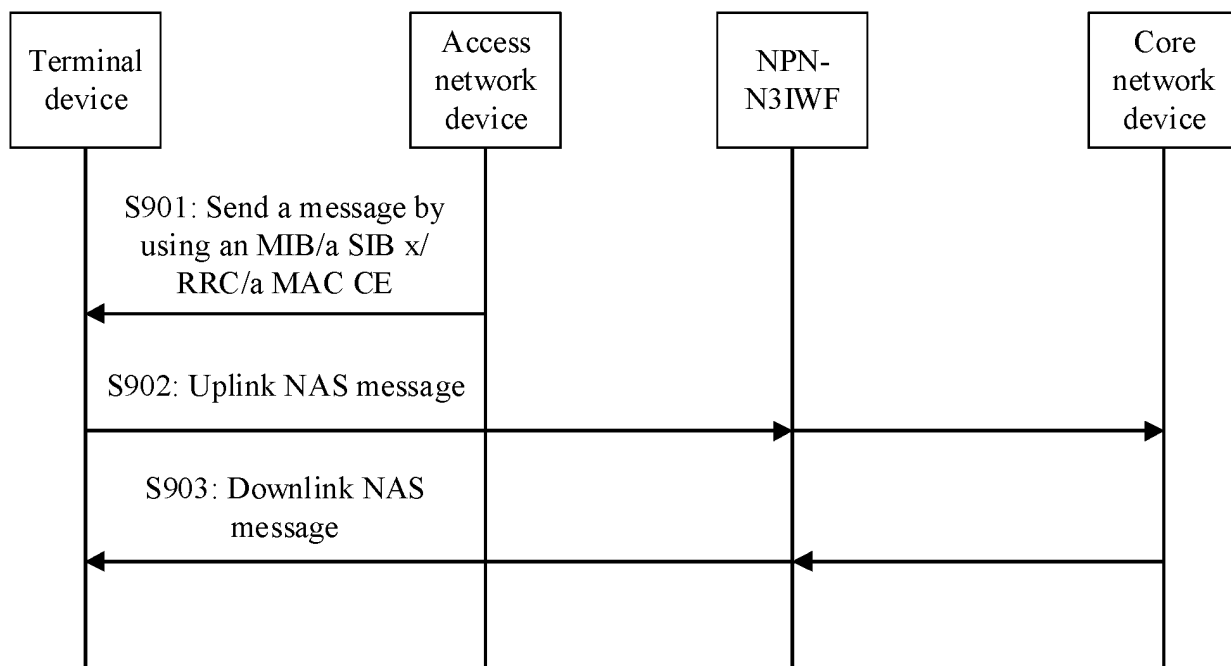 Terminal
device
Access
network
device
NPN-
N3IWF
Core
network
device
S901: Send a message by
using an MIB/a SIB x/
RRC/a MAC CE
S902: Uplink NAS message
S903: Downlink NAS
message